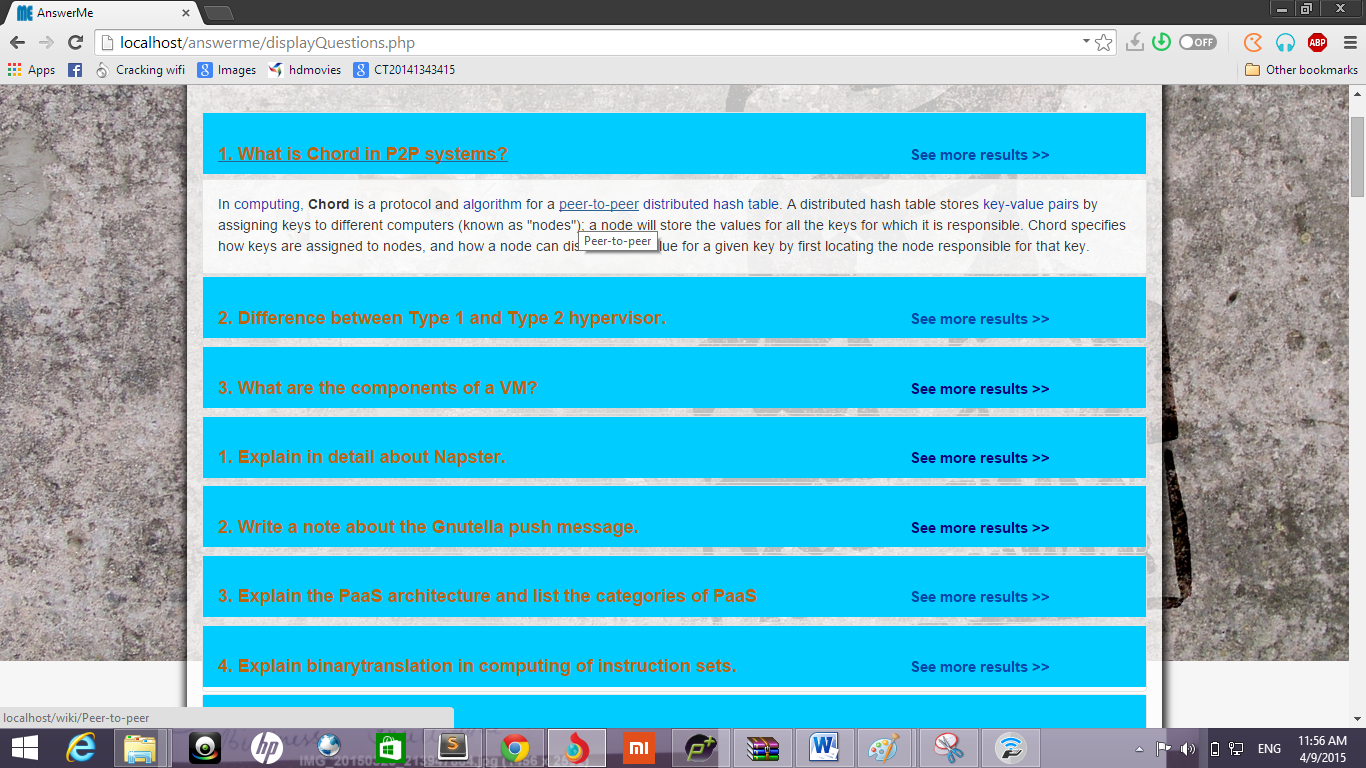 AnswerMe
localhost/answerme/displayQuestions.php
OFF
ABP
Apps
Cracking wifi
Images
hdmovies
CT20141343415
Other bookmarks
1. What is Chord in P2P systems?
See more results >>
In computing, Chord is a protocol and algorithm for a peer-to-peer distributed hash table. A distributed hash table stores key-value pairs by
assigning keys to different computers (known as "nodes"); a node will store the values for all the keys for which it is responsible. Chord specifies
how keys are assigned to nodes, and how a node can dis lue for a given key by first locating the node responsible for that key.
Peer-to-peer
2. Difference between Type 1 and Type 2 hypervisor.
See more results >>
3. What are the components of a VM?
See more results >>
1. Explain in detail about Napster.
See more results >>
2. Write a note about the Gnutella push message.
See more results >>
3. Explain the PaaS architecture and list the categories of PaaS
See more results >>
4. Explain binarytranslation in computing of instruction sets.
See more results >>
localhost/wiki/Peer-to-peer
ENG
11:56 AM
4/9/2015